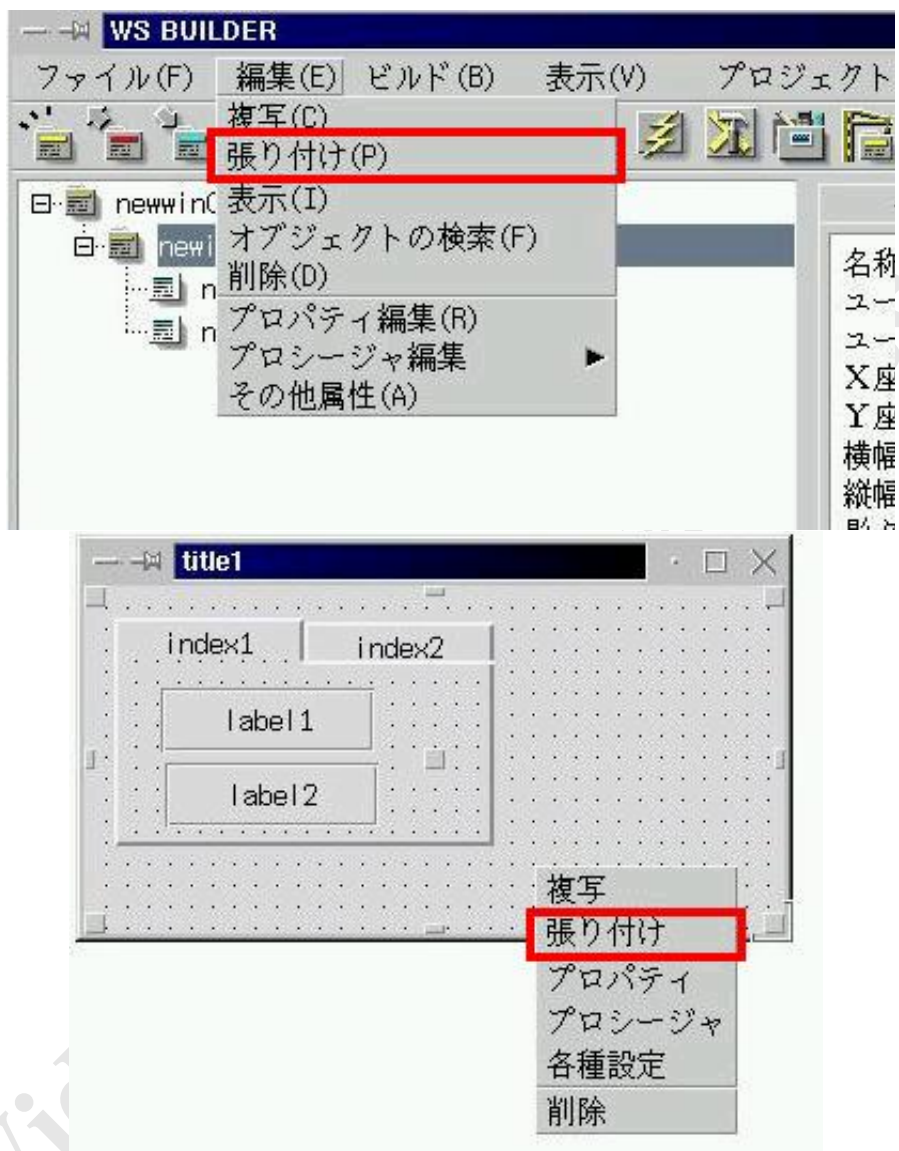 WS BUILDER
ファイル(F) 編集(E) ビルド(B) 表示(V) プロジェクト
複写(C)
張り付け(P)
表示(I)
オブジェクトの検索(F)
削除(D)
プロパティ編集(R)
プロシージャ編集
その他属性(A)
newwin
newi
n
n
名称
ユー
ユー
X座
Y座
横幅
縦幅
title1
index1 index2
label1
label2
複写
張り付け
プロパティ
プロシージャ
各種設定
削除